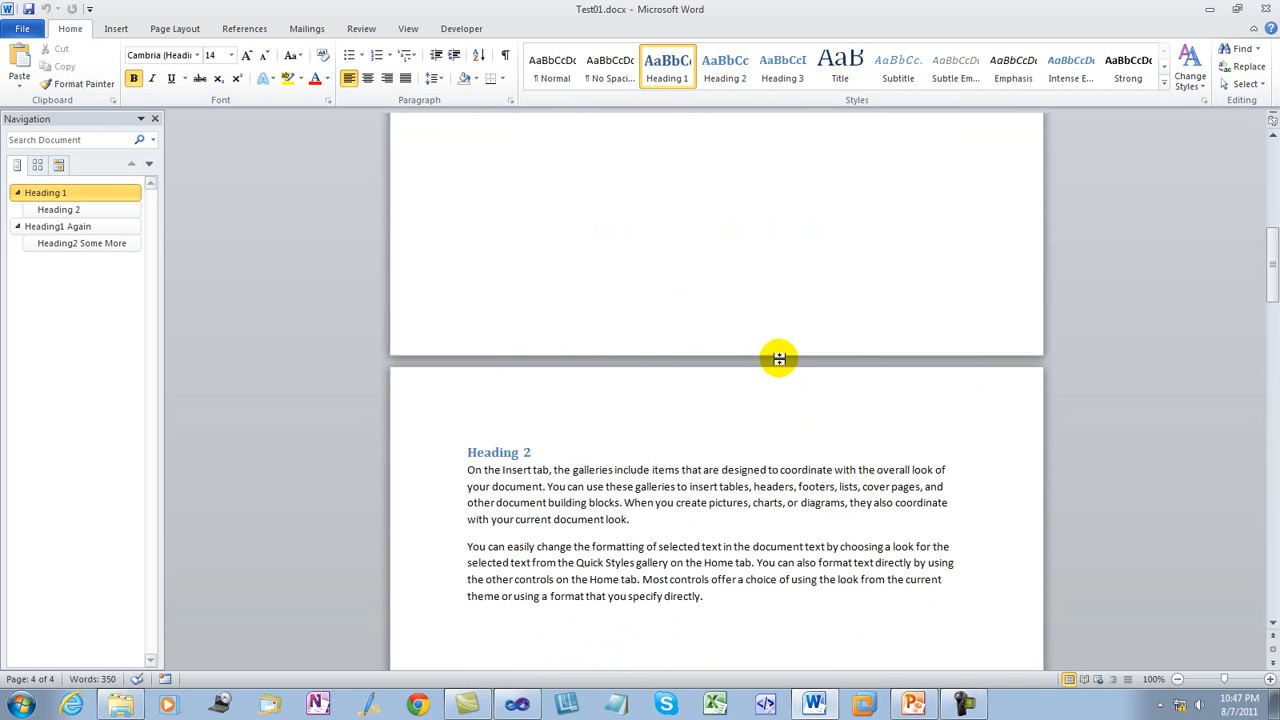 Test01.docx - Microsoft Word
File Home Insert Page Layout References Mailings Review View Developer
Paste
Cut
Copy
Format Painter
Clipboard
Cambria (Headi 14
Font
Paragraph
AaBbCcDc AaBbCcDc AaBbC AaBbCc AaBbCcI AaB AaBbCc. AaBbCcDc AaBbCcDc AaBbCcDc AaBbCcDc
¶ Normal ¶ No Spaci... Heading 1 Heading 2 Heading 3 Title Subtitle Subtle Em... Emphasis Intense E... Strong
Change Styles
Styles
Find
Replace
Select
Editing
Navigation
Search Document
Heading 1
Heading 2
Heading1 Again
Heading2 Some More
Heading 2
On the Insert tab, the galleries include items that are designed to coordinate with the overall look of
your document. You can use these galleries to insert tables, headers, footers, lists, cover pages, and
other document building blocks. When you create pictures, charts, or diagrams, they also coordinate
with your current document look.
You can easily change the formatting of selected text in the document text by choosing a look for the
selected text from the Quick Styles gallery on the Home tab. You can also format text directly by using
the other controls on the Home tab. Most controls offer a choice of using the look from the current
theme or using a format that you specify directly.
Page: 4 of 4 Words: 350
100%
10:47 PM
8/7/2011